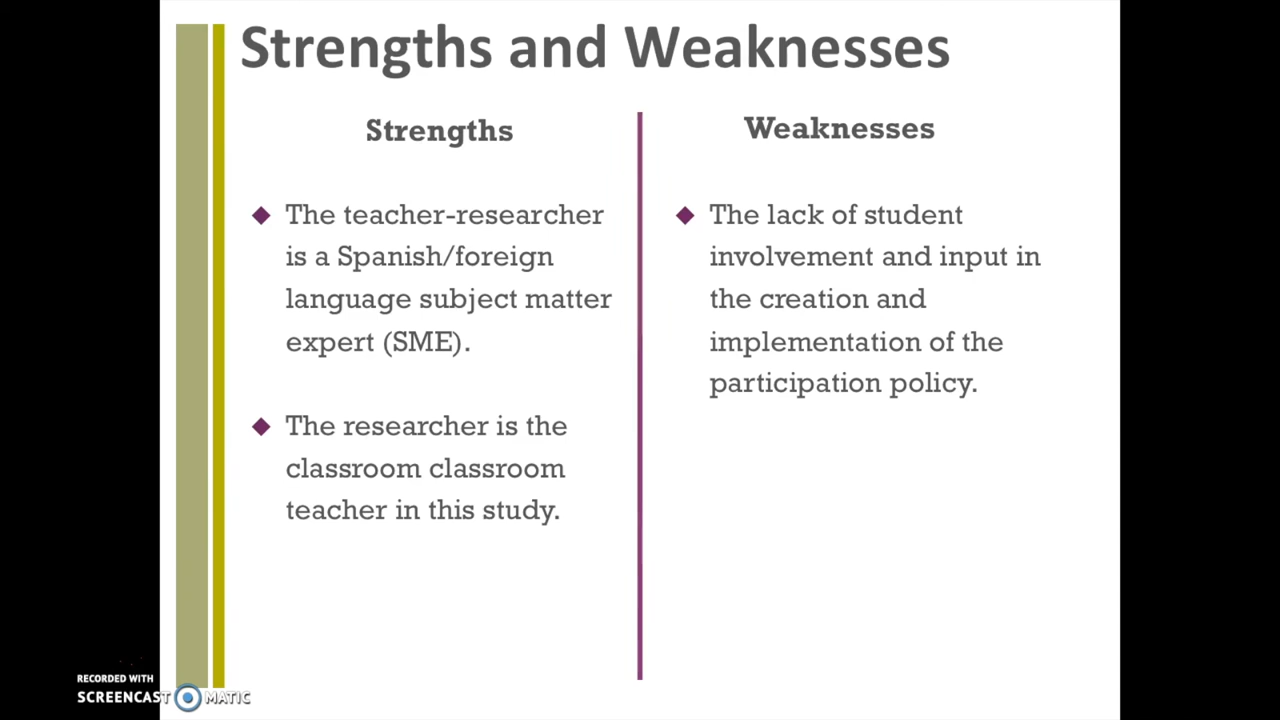 Strengths and Weaknesses
Strengths
The teacher-researcher
is a Spanish/foreign
language subject matter
expert (SME).
The researcher is the
classroom classroom
teacher in this study.
Weaknesses
The lack of student
involvement and input in
the creation and
implementation of the
participation policy.
RECORDED WITH
SCREENCAST MATIC